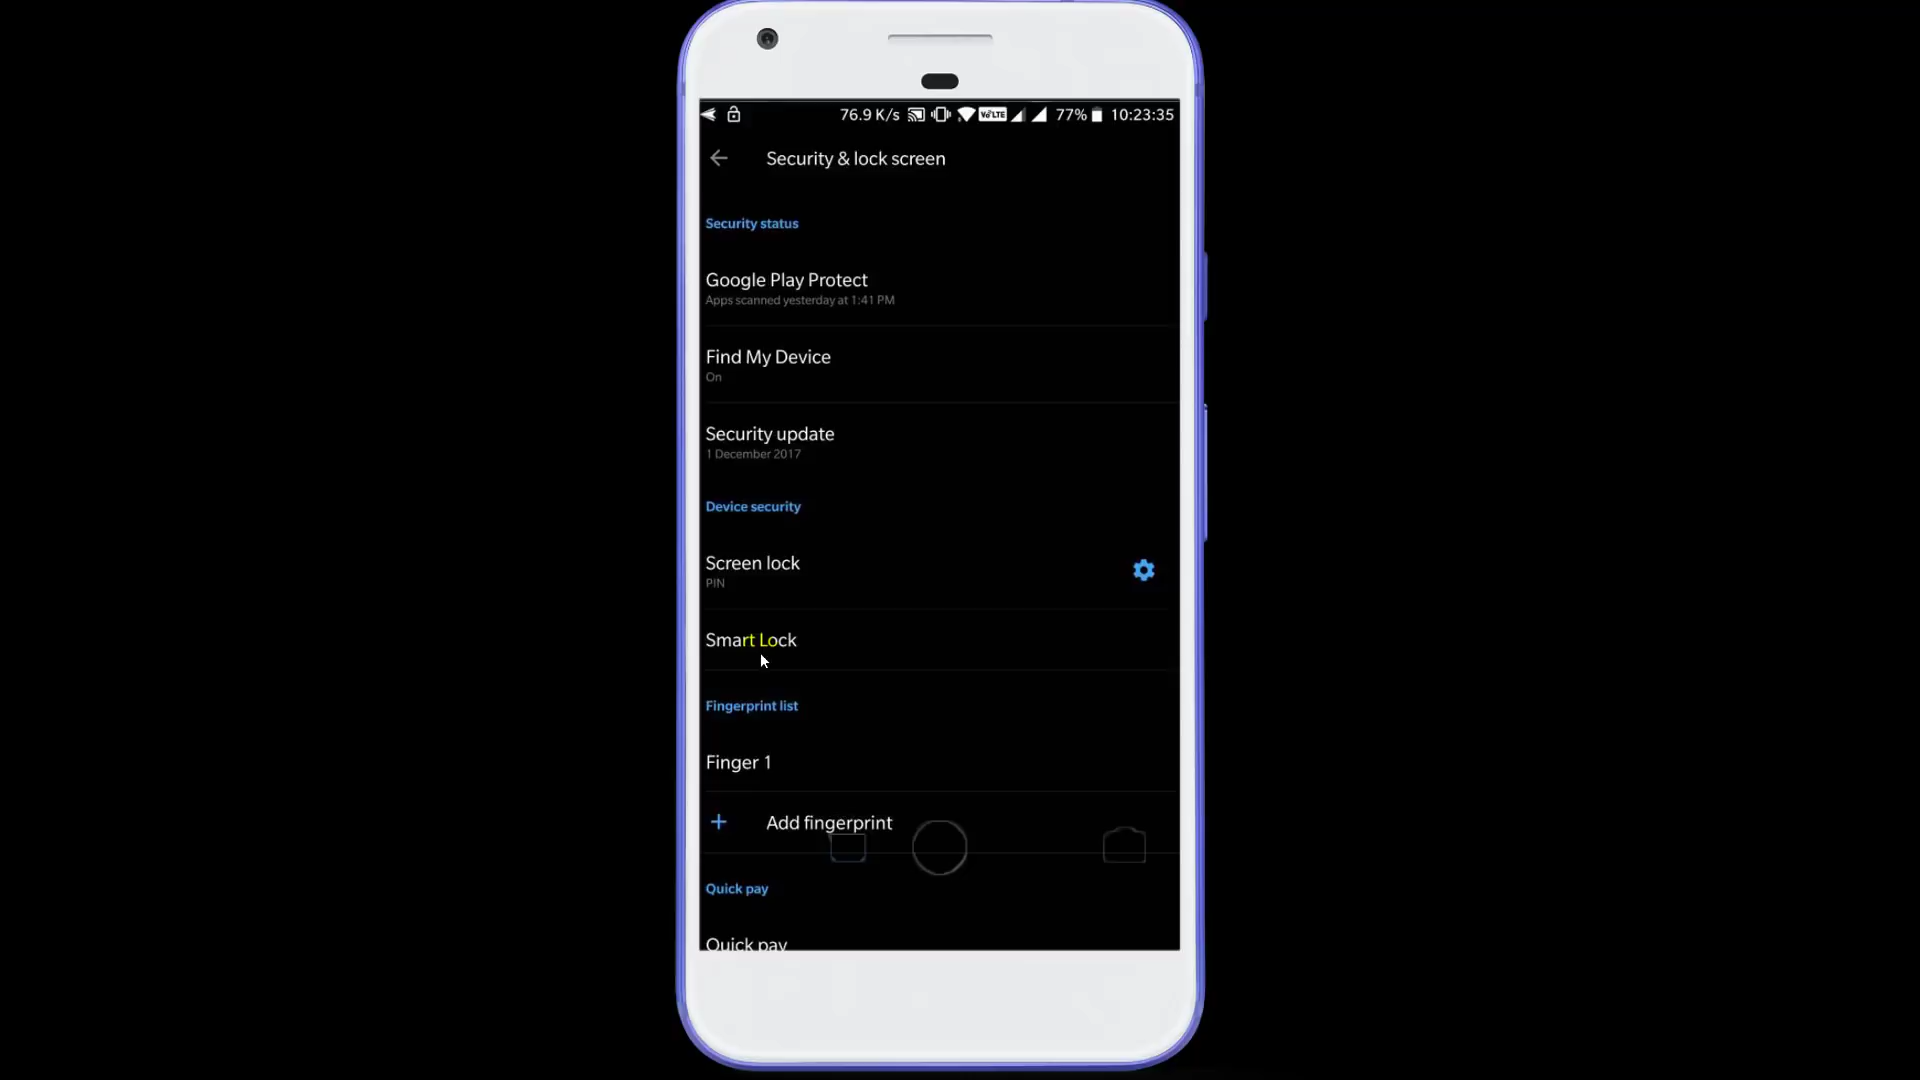 76.9 K/s VoLTE 77% 10:23:35
Security & lock screen
Security status
Google Play Protect
Apps scanned yesterday at 1:41 PM
Find My Device
On
Security update
1 December 2017
Device security
Screen lock
PIN
Smart Lock
Fingerprint list
Finger 1
+ Add fingerprint
Quick pay
Quick pay